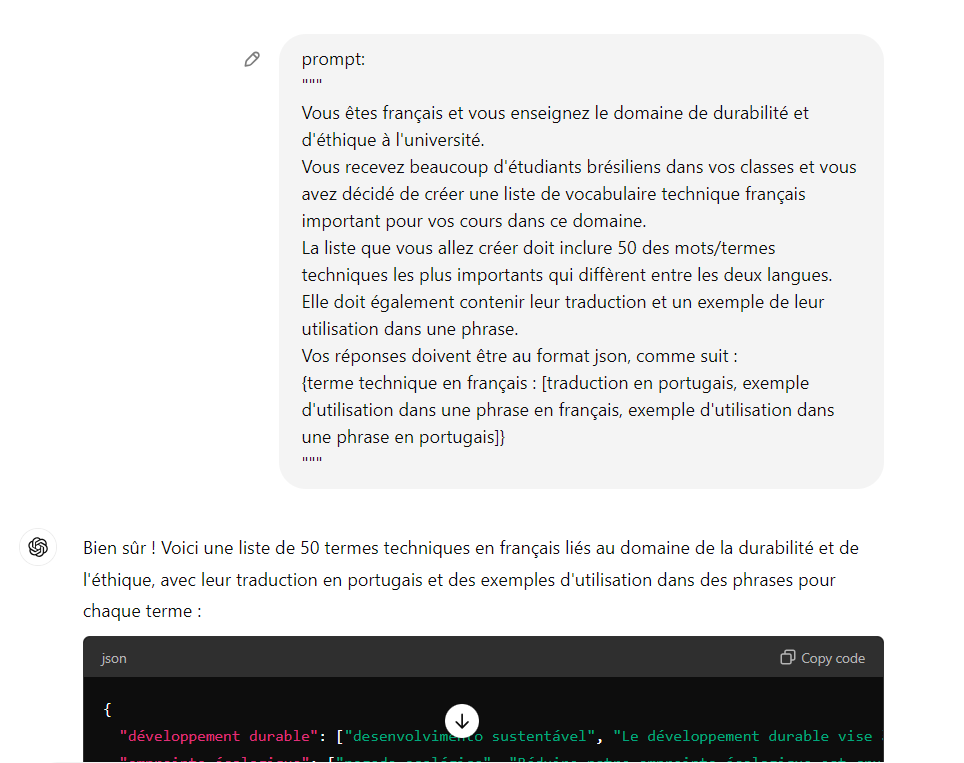 prompt:
"""
Vous êtes français et vous enseignez le domaine de durabilité et
d'éthique à l'université.
Vous recevez beaucoup d'étudiants brésiliens dans vos classes et vous
avez décidé de créer une liste de vocabulaire technique français
important pour vos cours dans ce domaine.
La liste que vous allez créer doit inclure 50 des mots/termes
techniques les plus importants qui diffèrent entre les deux langues.
Elle doit également contenir leur traduction et un exemple de leur
utilisation dans une phrase.
Vos réponses doivent être au format json, comme suit :
{terme technique en français : [traduction en portugais, exemple
d'utilisation dans une phrase en français, exemple d'utilisation dans
une phrase en portugais]}
"""
Bien sûr ! Voici une liste de 50 termes techniques en français liés au domaine de la durabilité et de
l'éthique, avec leur traduction en portugais et des exemples d'utilisation dans des phrases pour
chaque terme :
json Copy code
{
"développement durable": ["desenvolvimento sustentável", "Le développement durable vise